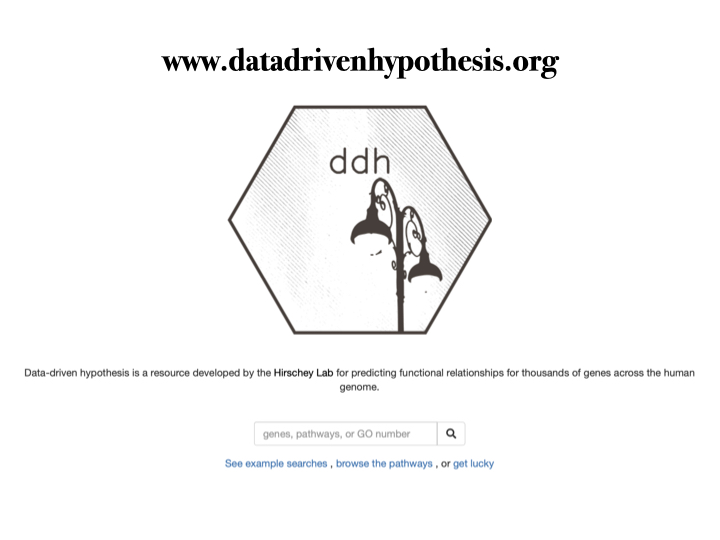 www.datadrivenhypothesis.org
ddh
Data-driven hypothesis is a resource developed by the Hirschey Lab for predicting functional relationships for thousands of genes across the human
genome.
genes, pathways, or GO number
See example searches , browse the pathways , or get lucky